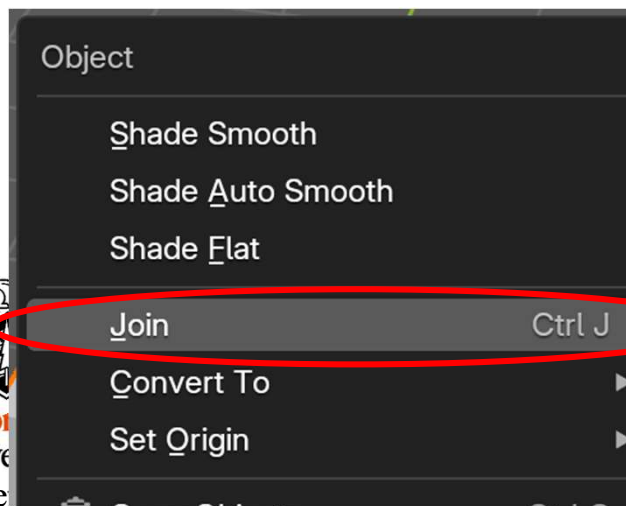 Object
Shade Smooth
Shade Auto Smooth
Shade Flat
Join Ctrl J
Convert To
Set Origin